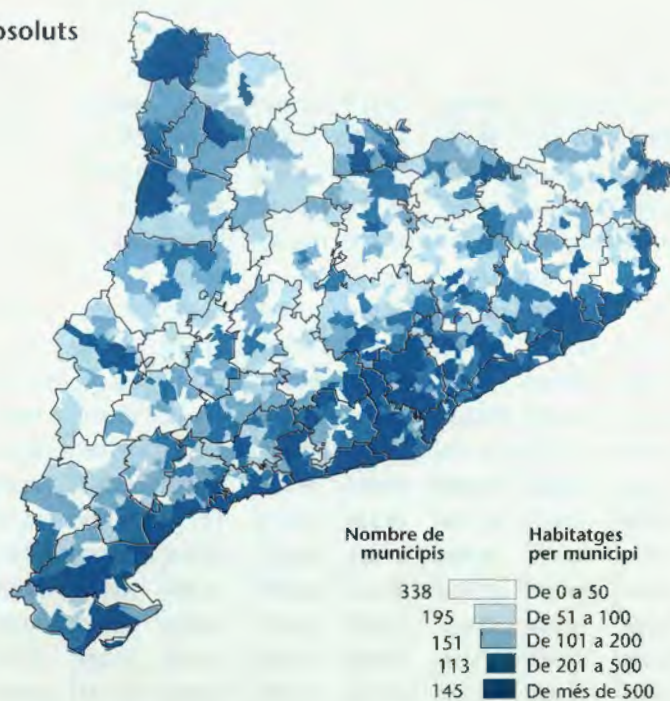 bsoluts
Nombre de municipis
Habitatges per municipi
338 De 0 a 50
195 De 51 a 100
151 De 101 a 200
113 De 201 a 500
145 De més de 500